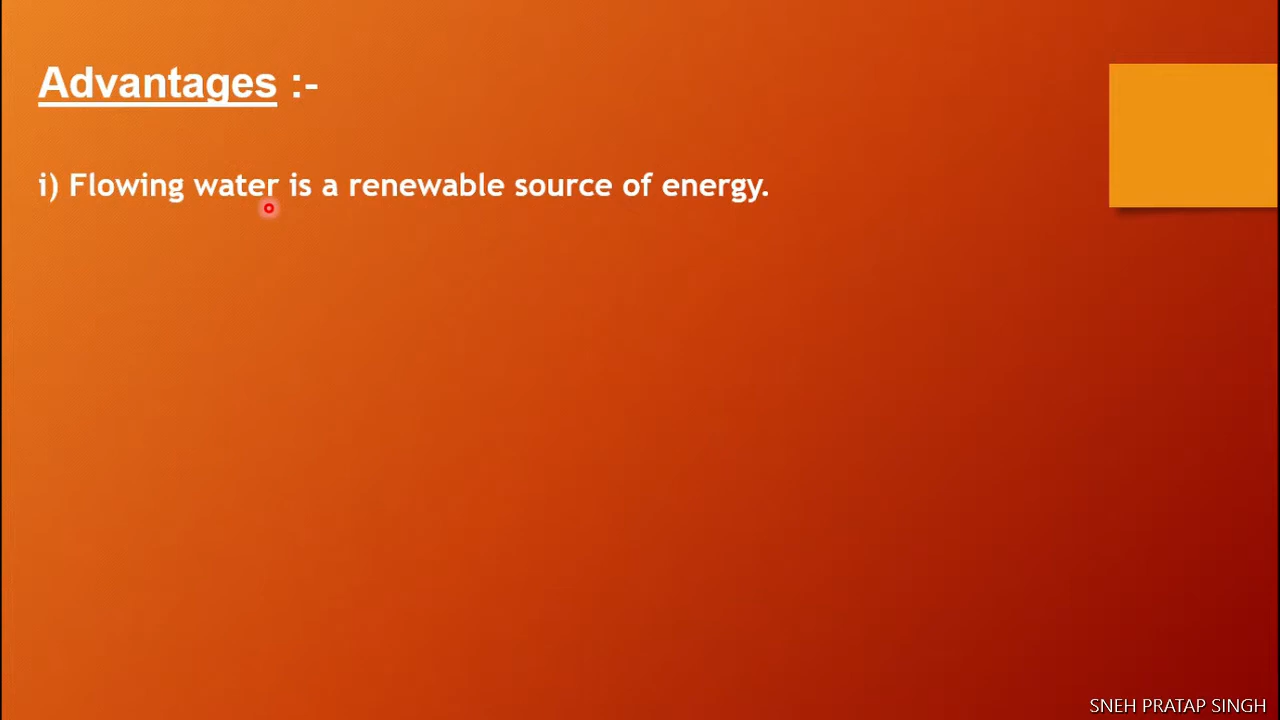 Advantages :-
i) Flowing water is a renewable source of energy.
SNEH PRATAP SINGH